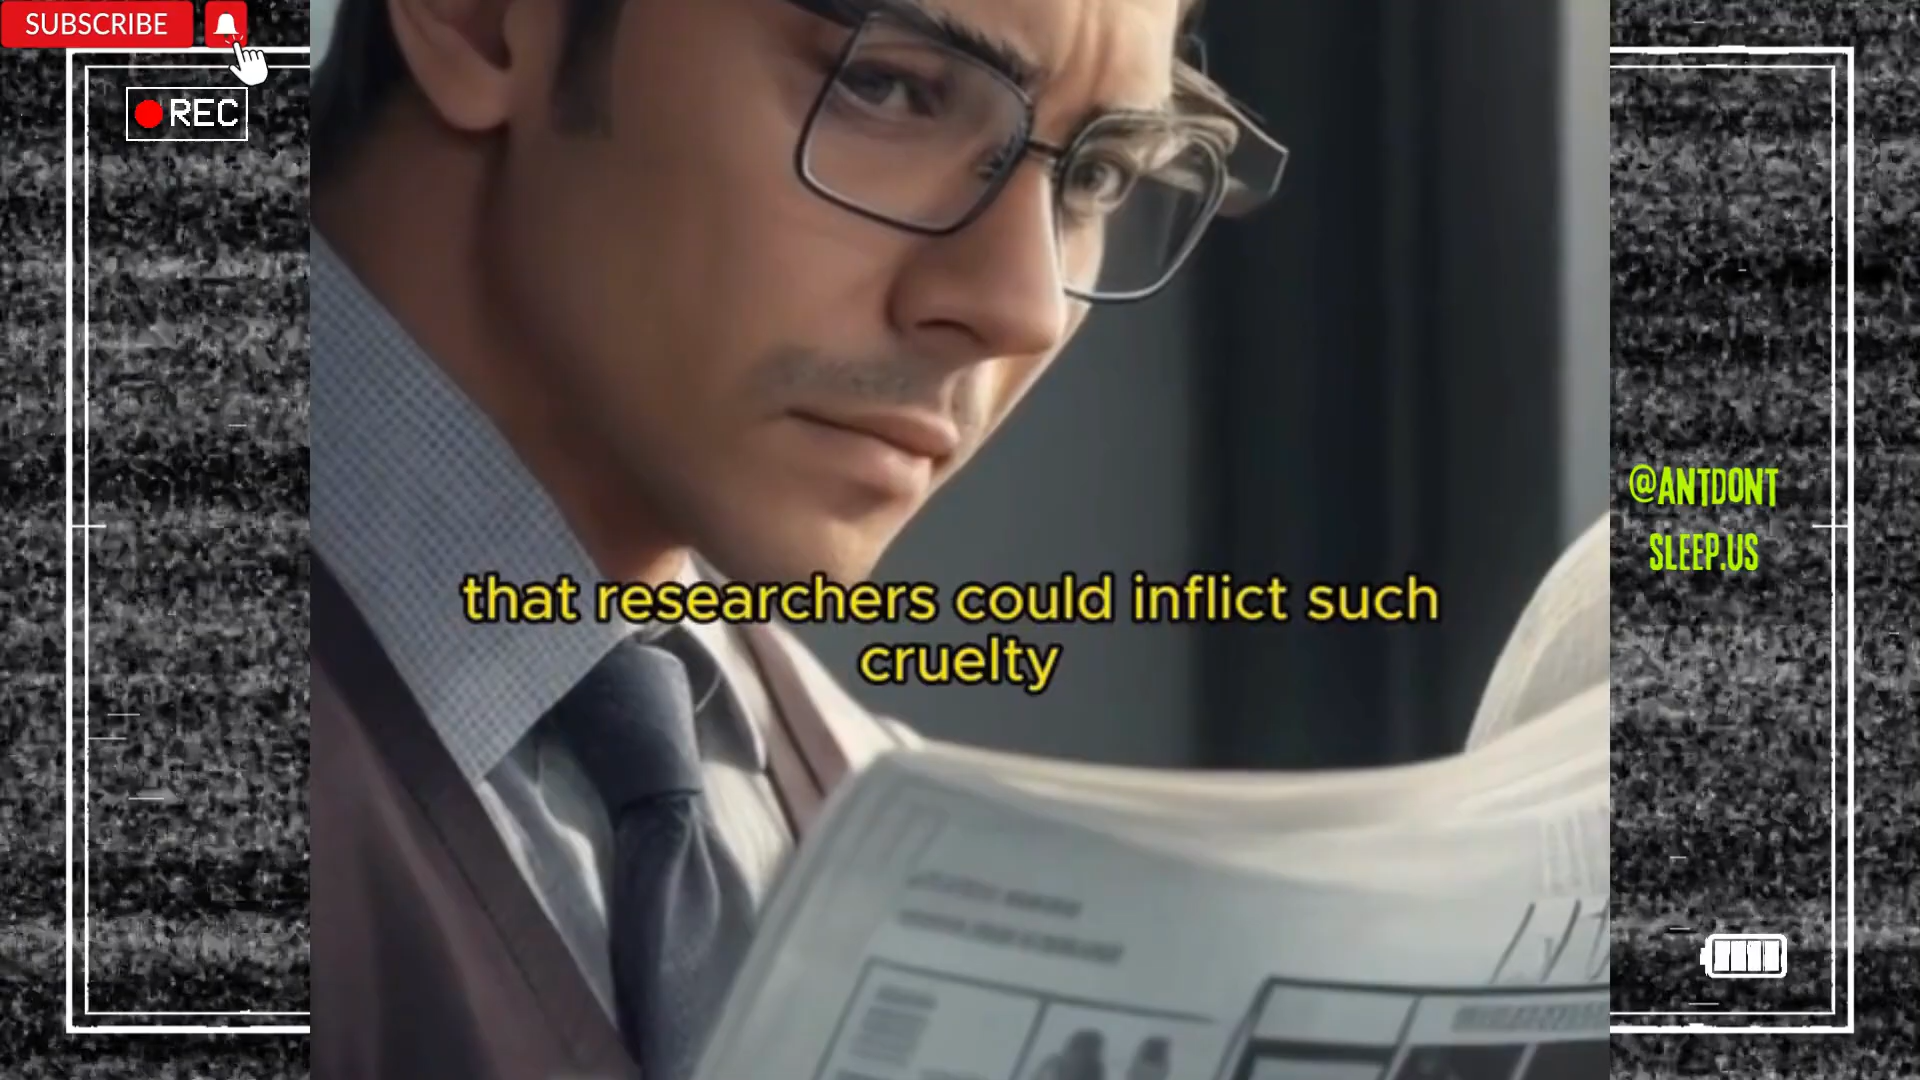 SUBSCRIBE
REC
@ANTDONT
SLEEP.US
that researchers could inflict such
cruelty